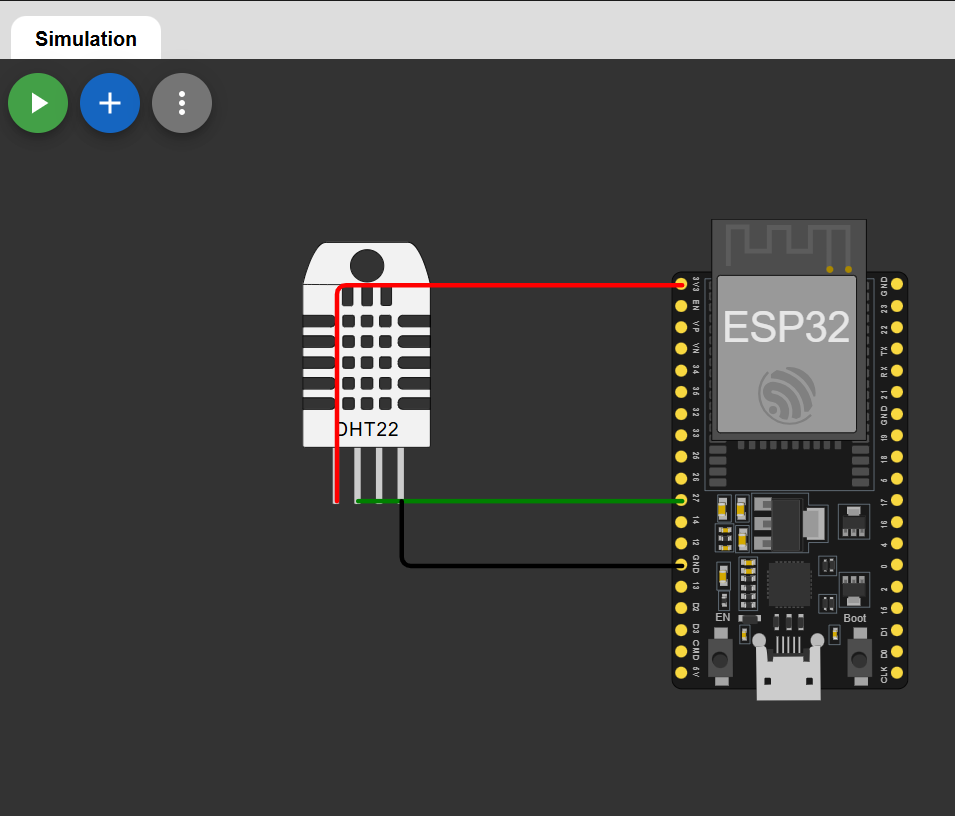 Simulation
ESP32
DHT22
3V3
EN
VP
VN
34
35
32
33
25
26
27
14
12
GND
13
D2
D3
CMD
5V
GND
23
22
TX
RX
21
GND
19
18
5
17
16
4
0
2
15
D1
D0
CLK
EN
Boot